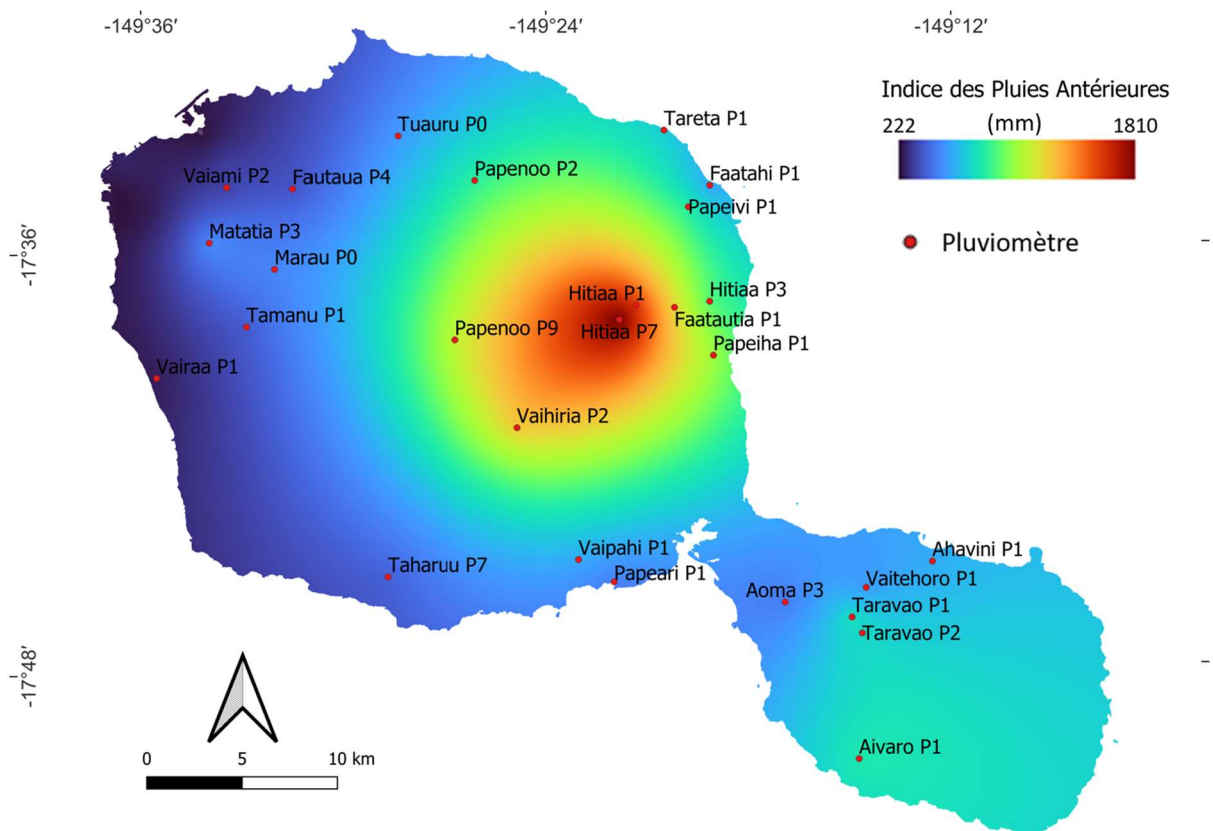 -149°36′
-149°24′
-149°12′
Indice des Pluies Antérieures
222
(mm)
1810
Pluviomètre
Tareta P1
Tuauru P0
Papenoo P2
Vaiami P2
Fautaua P4
Faatahi P1
Papeivi P1
-17°36′
Matatia P3
Marau P0
Hitiaa P1
Hitiaa P3
Tamanu P1
Papenoo P9
Hitiaa P7
Faatautia P1
Papeiha P1
Vairaa P1
Vaihiria P2
Vaipahi P1
Ahavini P1
Taharuu P7
Papeari P1
Aoma P3
Vaitehoro P1
Taravao P1
Taravao P2
-17°48′
Aivaro P1
0
5
10 km